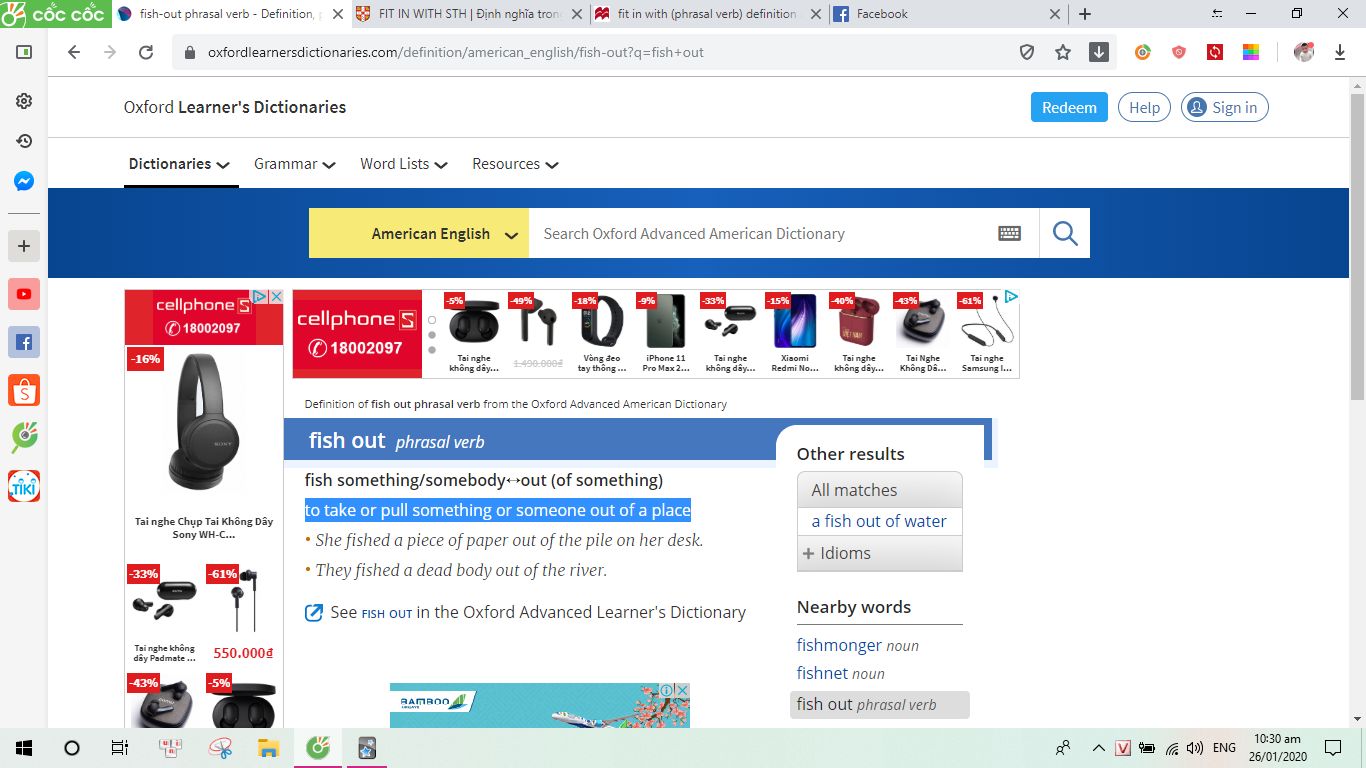 cốc cốc
fish-out phrasal verb - Definition, p
FIT IN WITH STH | Định nghĩa tron
fit in with (phrasal verb) definition a
Facebook
oxfordlearnersdictionaries.com/definition/american_english/fish-out?q=fish+out
Oxford Learner's Dictionaries
Redeem
Help
Sign in
Dictionaries
Grammar
Word Lists
Resources
American English
Search Oxford Advanced American Dictionary
cellphoneS
18002097
-16%
SONY
Tai nghe Chụp Tai Không Dây
Sony WH-C...
-33%
-61%
Tai nghe không
dây Padmate ...
550.000₫
-43%
-5%
cellphoneS
18002097
-5%
-49%
-18%
-9%
-33%
-15%
-40%
-43%
-61%
Tai nghe
không dây...
1.490.000₫
Vòng đeo
tay thông ...
iPhone 11
Pro Max 2...
Tai nghe
không dây...
Xiaomi
Redmi No...
Tai nghe
không dây...
Tai Nghe
Không Dâ...
Tai nghe
Samsung I...
Definition of fish out phrasal verb from the Oxford Advanced American Dictionary
fish out phrasal verb
fish something/somebody↔out (of something)
to take or pull something or someone out of a place
• She fished a piece of paper out of the pile on her desk.
• They fished a dead body out of the river.
See FISH OUT in the Oxford Advanced Learner's Dictionary
Other results
All matches
a fish out of water
+ Idioms
Nearby words
fishmonger noun
fishnet noun
fish out phrasal verb
BAMBOO
AIRWAYS
TIKI
ENG
10:30 am
26/01/2020